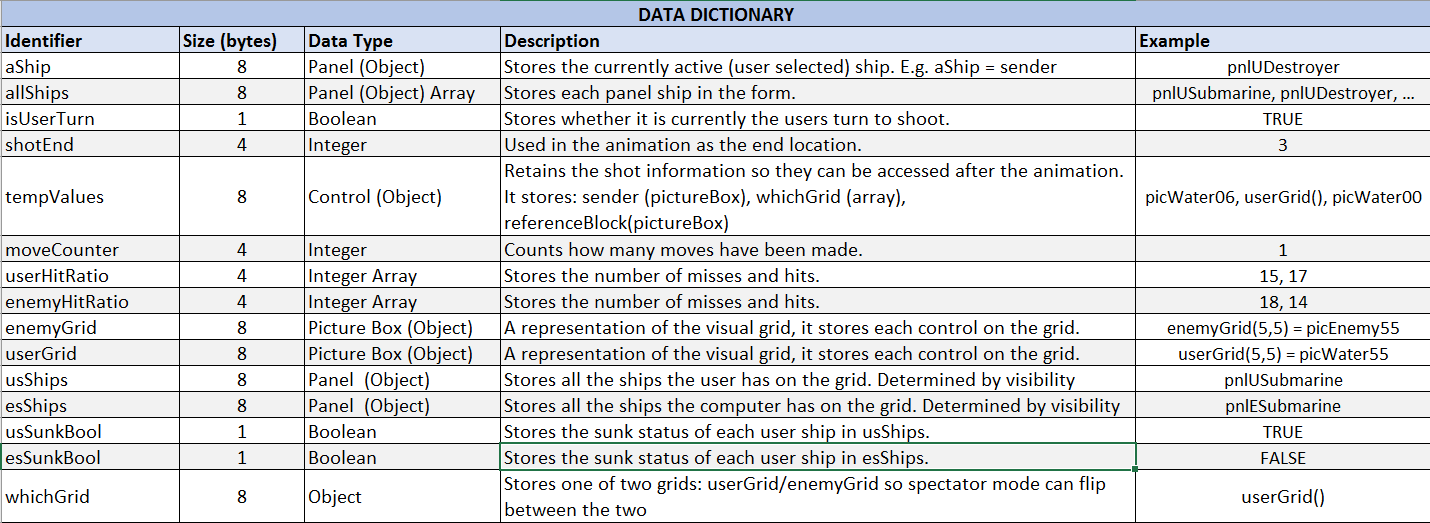 DATA DICTIONARY
Identifier Size (bytes) Data Type Description Example
aShip 8 Panel (Object) Stores the currently active (user selected) ship. E.g. aShip = sender pnlUDestroyer
allShips 8 Panel (Object) Array Stores each panel ship in the form. pnlUSubmarine, pnlUDestroyer, ...
isUserTurn 1 Boolean Stores whether it is currently the users turn to shoot. TRUE
shotEnd 4 Integer Used in the animation as the end location. 3
tempValues 8 Control (Object) Retains the shot information so they can be accessed after the animation.
It stores: sender (pictureBox), whichGrid (array),
referenceBlock(pictureBox)
picWater06, userGrid(), picWater00
moveCounter 4 Integer Counts how many moves have been made. 1
userHitRatio 4 Integer Array Stores the number of misses and hits. 15, 17
enemyHitRatio 4 Integer Array Stores the number of misses and hits. 18, 14
enemyGrid 8 Picture Box (Object) A representation of the visual grid, it stores each control on the grid. enemyGrid(5,5) = picEnemy55
userGrid 8 Picture Box (Object) A representation of the visual grid, it stores each control on the grid. userGrid(5,5) = picWater55
usShips 8 Panel (Object) Stores all the ships the user has on the grid. Determined by visibility pnlUSubmarine
esShips 8 Panel (Object) Stores all the ships the computer has on the grid. Determined by visibility pnlESubmarine
usSunkBool 1 Boolean Stores the sunk status of each user ship in usShips. TRUE
esSunkBool 1 Boolean Stores the sunk status of each user ship in esShips. FALSE
whichGrid 8 Object Stores one of two grids: userGrid/enemyGrid so spectator mode can flip
between the two
userGrid()